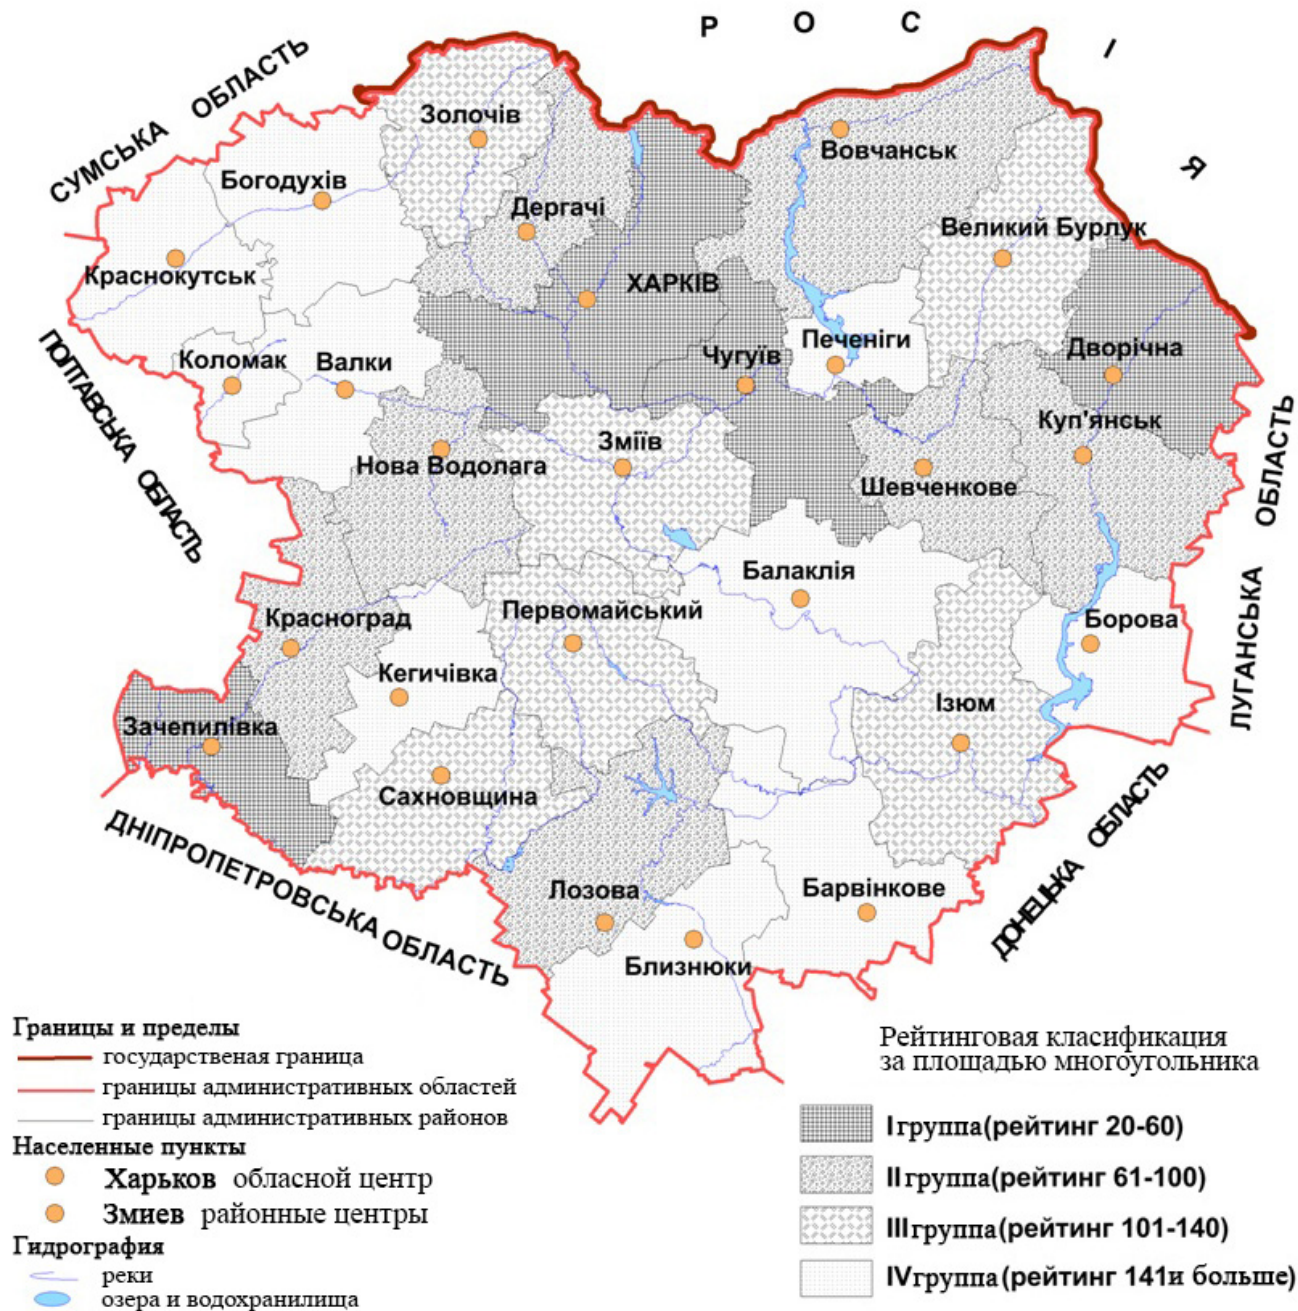 Р О С І Я
СУМСЬКА ОБЛАСТЬ
Золочів
Вовчанськ
Богодухів
Дергачі
Великий Бурлук
Краснокутськ
ХАРКІВ
ПОЛТАВСЬКА ОБЛАСТЬ
Коломак
Валки
Чугуїв
Печеніги
Дворічна
Куп'янськ
Зміїв
Нова Водолага
Шевченкове
ЛУГАНСЬКА ОБЛАСТЬ
Балаклія
Красноград
Первомайський
Борова
Кегичівка
Ізюм
Зачепилівка
Сахновщина
ДНІПРОПЕТРОВСЬКА ОБЛАСТЬ
ДОНЕЦЬКА ОБЛАСТЬ
Лозова
Барвінкове
Близнюки
Границы и пределы
государственая граница
границы административных областей
границы административных районов
Населенные пункты
Харьков обласной центр
Змиев районные центры
Гидрография
реки
озера и водохранилища
Рейтинговая класификация
за площадью многоугольника
I группа(рейтинг 20-60)
II группа(рейтинг 61-100)
III группа(рейтинг 101-140)
IV группа(рейтинг 141и больше)